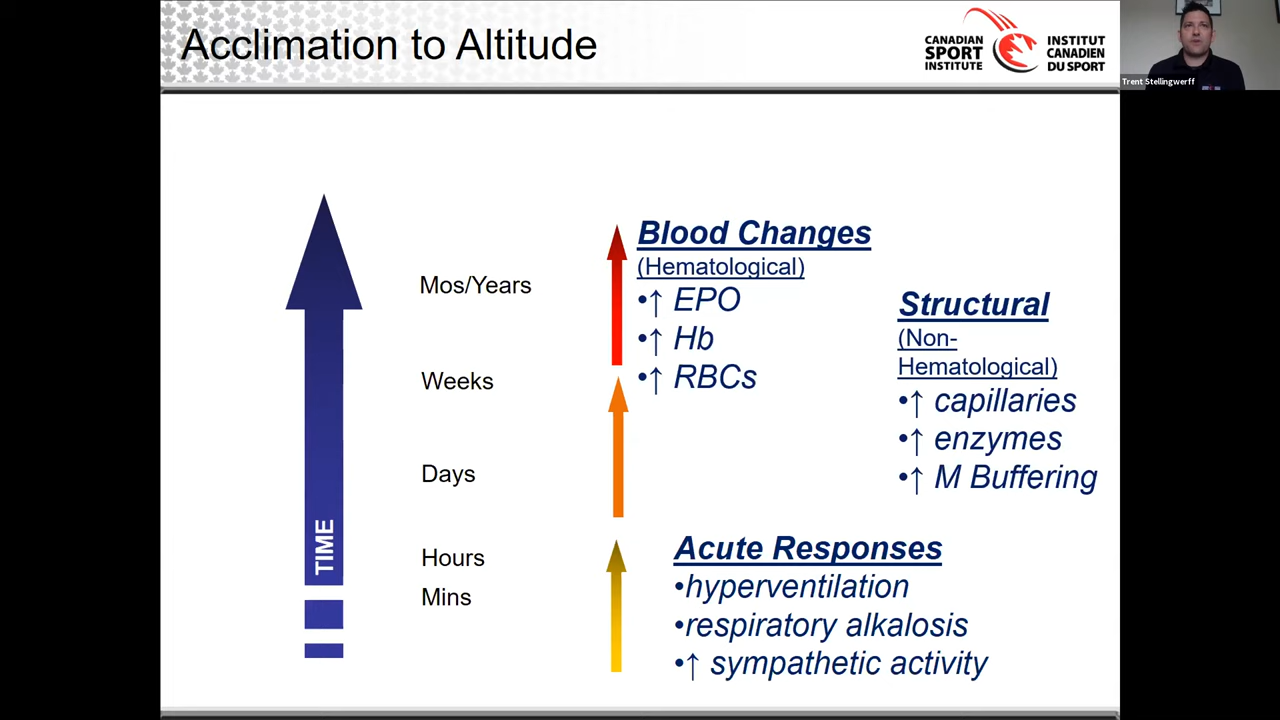 Acclimation to Altitude
CANADIAN
SPORT
INSTITUTE
INSTITUT
CANADIEN
DU SPORT
Trent Stellingwerff
TIME
Mos/Years
Weeks
Days
Hours
Mins
Blood Changes
(Hematological)
•↑ EPO
•↑ Hb
•↑ RBCs
Structural
(Non-
Hematological)
•↑ capillaries
•↑ enzymes
•↑ M Buffering
Acute Responses
•hyperventilation
•respiratory alkalosis
•↑ sympathetic activity